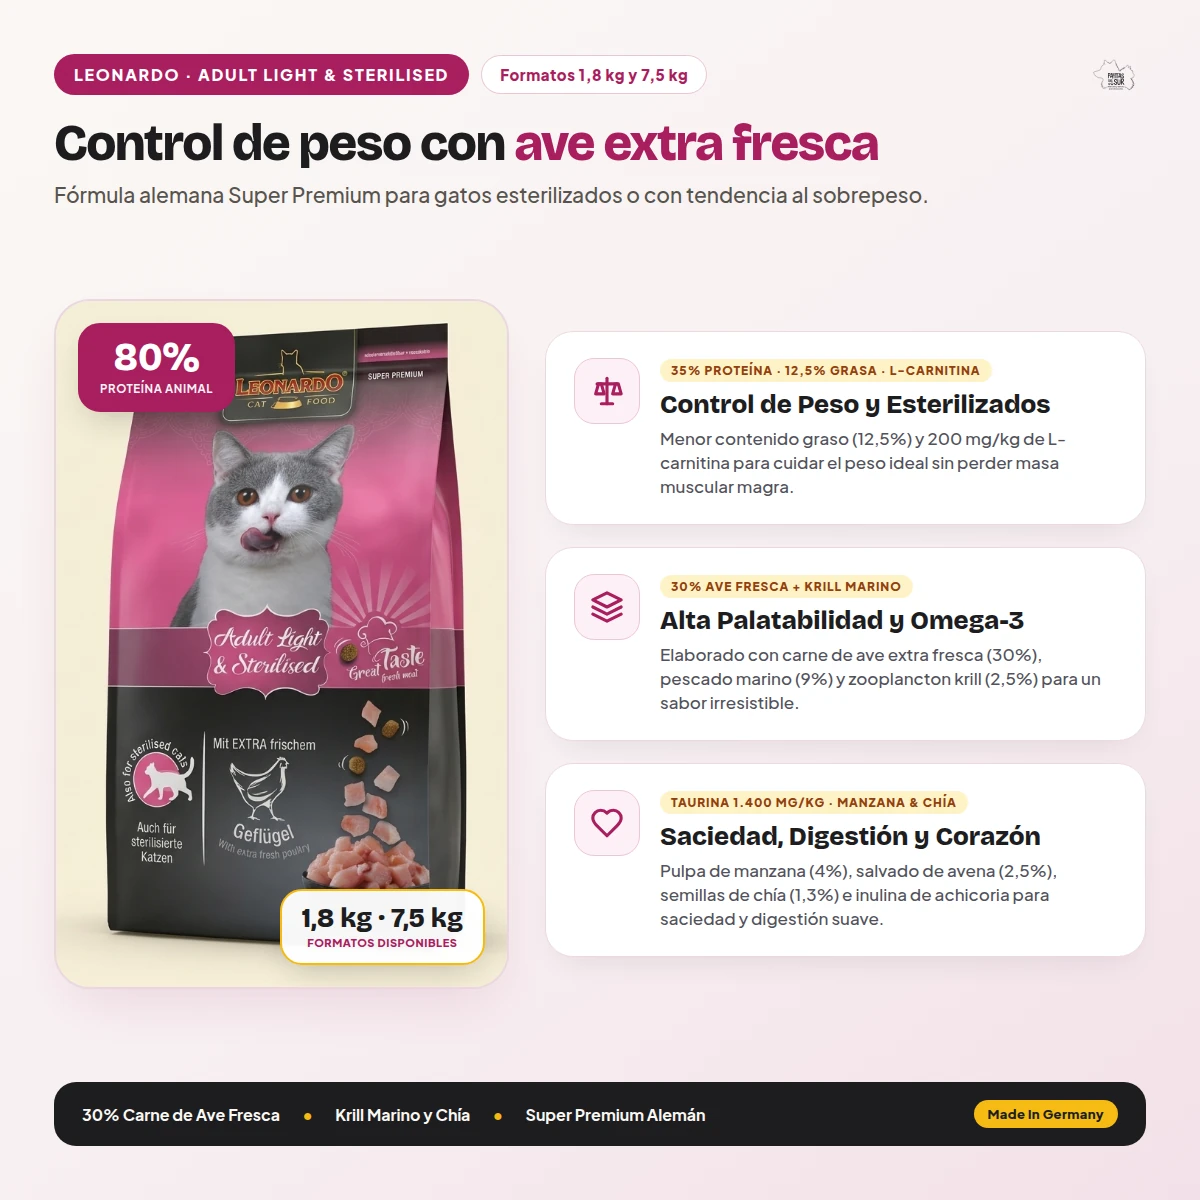 LEONARDO · ADULT LIGHT & STERILISED
Formatos 1,8 kg y 7,5 kg
PATITAS
DEL SUR
Control de peso con ave extra fresca
Fórmula alemana Super Premium para gatos esterilizados o con tendencia al sobrepeso.
80%
PROTEÍNA ANIMAL
LEONARDO
CAT FOOD
SUPER PREMIUM
Adult Light
& Sterilised
Great Taste
fresh meat
Also for sterilised cats
Auch für
sterilisierte
Katzen
Mit EXTRA frischem
Geflügel
With extra fresh poultry
1,8 kg · 7,5 kg
FORMATOS DISPONIBLES
35% PROTEÍNA · 12,5% GRASA · L-CARNITINA
Control de Peso y Esterilizados
Menor contenido graso (12,5%) y 200 mg/kg de L-
carnitina para cuidar el peso ideal sin perder masa
muscular magra.
30% AVE FRESCA + KRILL MARINO
Alta Palatabilidad y Omega-3
Elaborado con carne de ave extra fresca (30%),
pescado marino (9%) y zooplancton krill (2,5%) para un
sabor irresistible.
TAURINA 1.400 MG/KG · MANZANA & CHÍA
Saciedad, Digestión y Corazón
Pulpa de manzana (4%), salvado de avena (2,5%),
semillas de chía (1,3%) e inulina de achicoria para
saciedad y digestión suave.
30% Carne de Ave Fresca • Krill Marino y Chía • Super Premium Alemán
Made In Germany